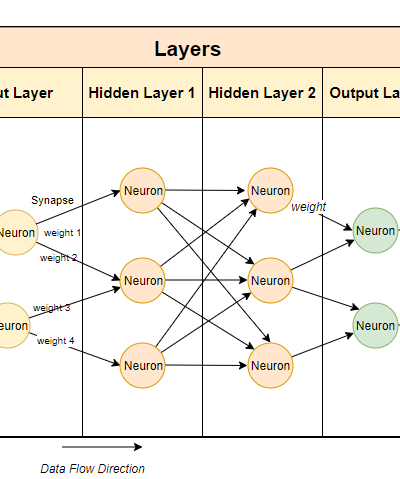 Layers
ut Layer
Hidden Layer 1
Hidden Layer 2
Output La
Neuron
Neuron
Synapse
weight
Neuron
weight 1
Neuron
weight 2
Neuron
Neuron
weight 3
Neuron
Neuron
weight 4
Neuron
Neuron
Data Flow Direction